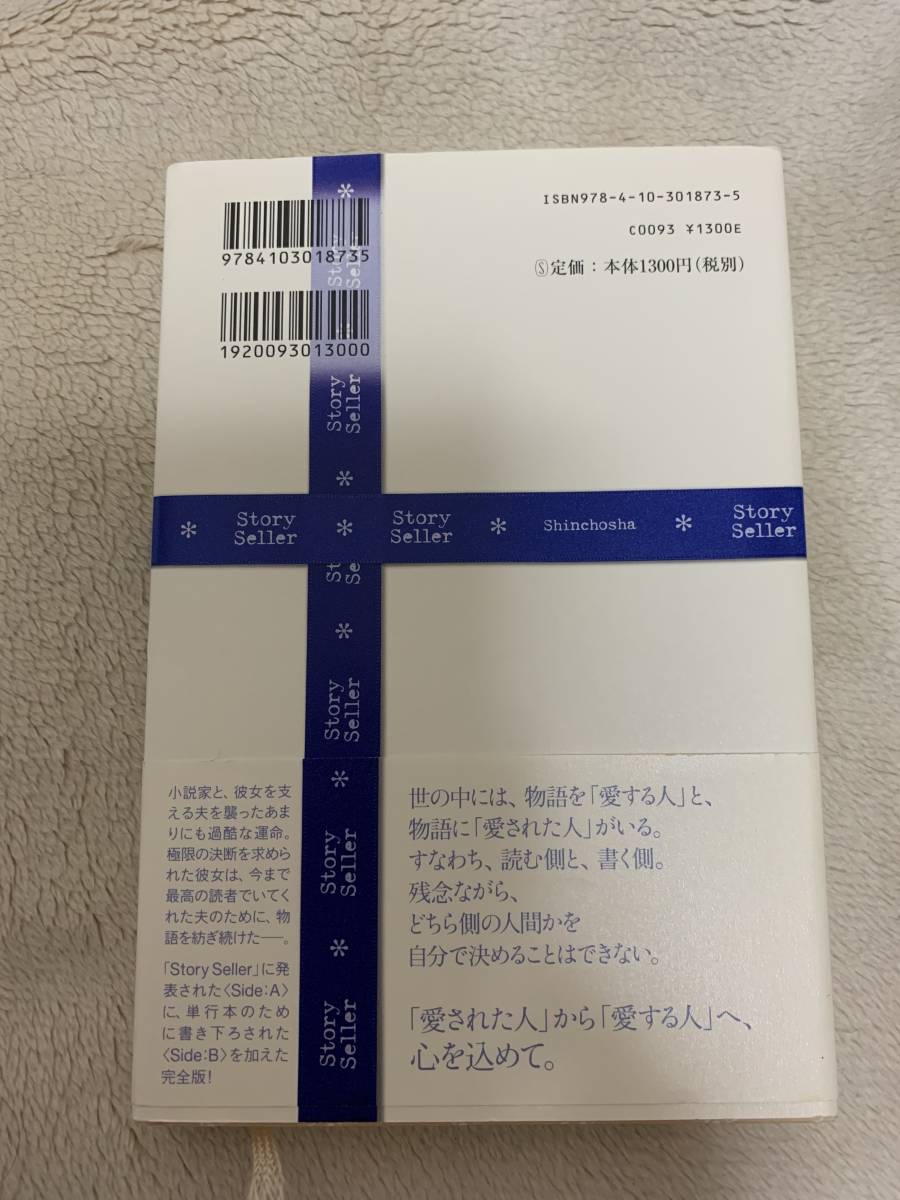 ISBN978-4-10-301873-5
C0093 ¥1300E
Ⓢ定価：本体1300円（税別）
9784103018735
1920093013000
*
Story
Seller
*
Story
Seller
*
* Story Seller * Story Seller * Shinchosha * Story Seller
Story
Seller
*
Story
Seller
*
Story
Seller
*
Story
Seller
小説家と、彼女を支
える夫を襲ったあま
りにも過酷な運命。
極限の決断を求めら
れた彼女は、今まで
最高の読者でいてく
れた夫のために、物
語を紡ぎ続けた――。
「Story Seller」に発
表された〈Side:A〉
に、単行本のため
に書き下ろされた
〈Side:B〉を加えた
完全版！
世の中には、物語を「愛する人」と、
物語に「愛された人」がいる。
すなわち、読む側と、書く側。
残念ながら、
どちら側の人間かを
自分で決めることはできない。
「愛された人」から「愛する人」へ、
心を込めて。